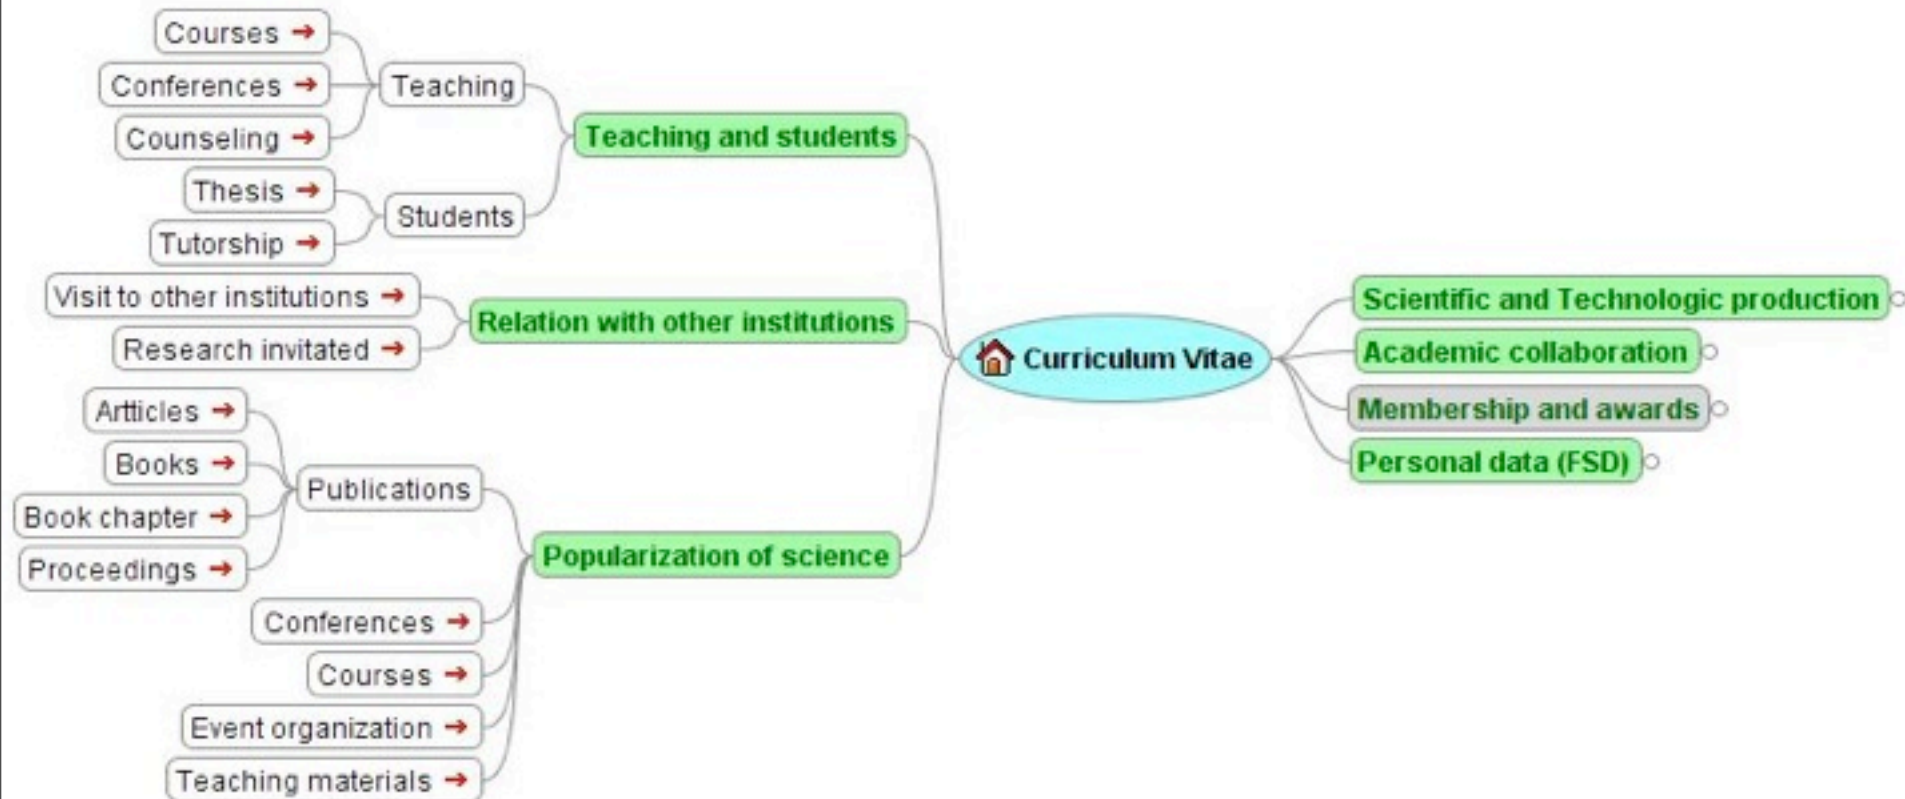 Courses
Conferences
Counseling
Teaching
Thesis
Tutorship
Students
Teaching and students
Visit to other institutions
Research invitated
Relation with other institutions
Artticles
Books
Book chapter
Proceedings
Publications
Conferences
Courses
Event organization
Teaching materials
Popularization of science
Curriculum Vitae
Scientific and Technologic production
Academic collaboration
Membership and awards
Personal data (FSD)